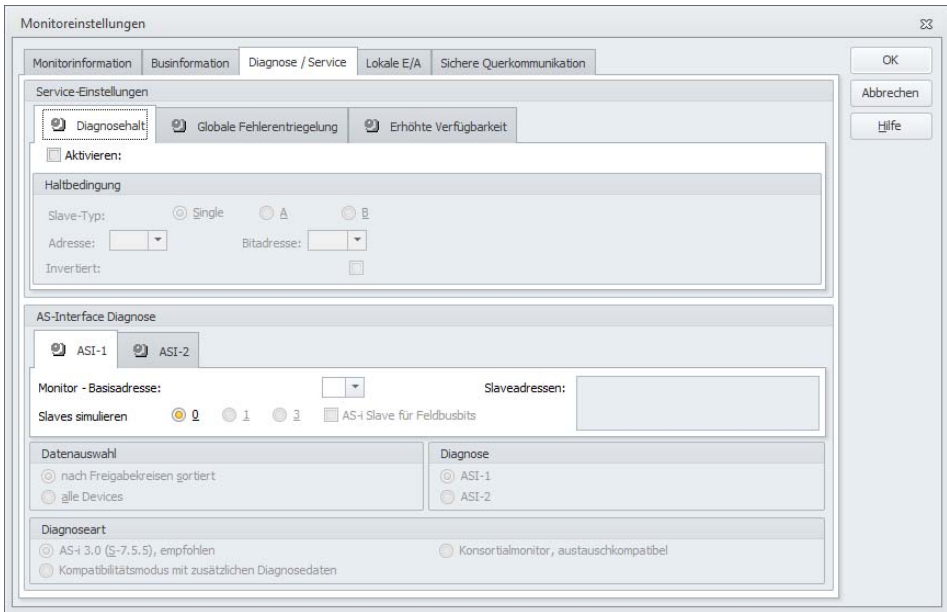 Monitoreinstellungen
Monitorinformation Businformation Diagnose / Service Lokale E/A Sichere Querkommunikation
OK
Abbrechen
Hilfe
Service-Einstellungen
Diagnosehalt Globale Fehlerentriegelung Erhöhte Verfügbarkeit
Aktivieren:
Haltbedingung
Slave-Typ: Single A B
Adresse: Bitadresse:
Invertiert:
AS-Interface Diagnose
ASI-1 ASI-2
Monitor - Basisadresse: Slaveadressen:
Slaves simulieren 0 1 3 AS-i Slave für Feldbusbits
Datenauswahl
nach Freigabekreisen sortiert
alle Devices
Diagnose
ASI-1
ASI-2
Diagnoseart
AS-i 3.0 (S-7.5.5), empfohlen Konsortialmonitor, austauschkompatibel
Kompatibilitätsmodus mit zusätzlichen Diagnosedaten